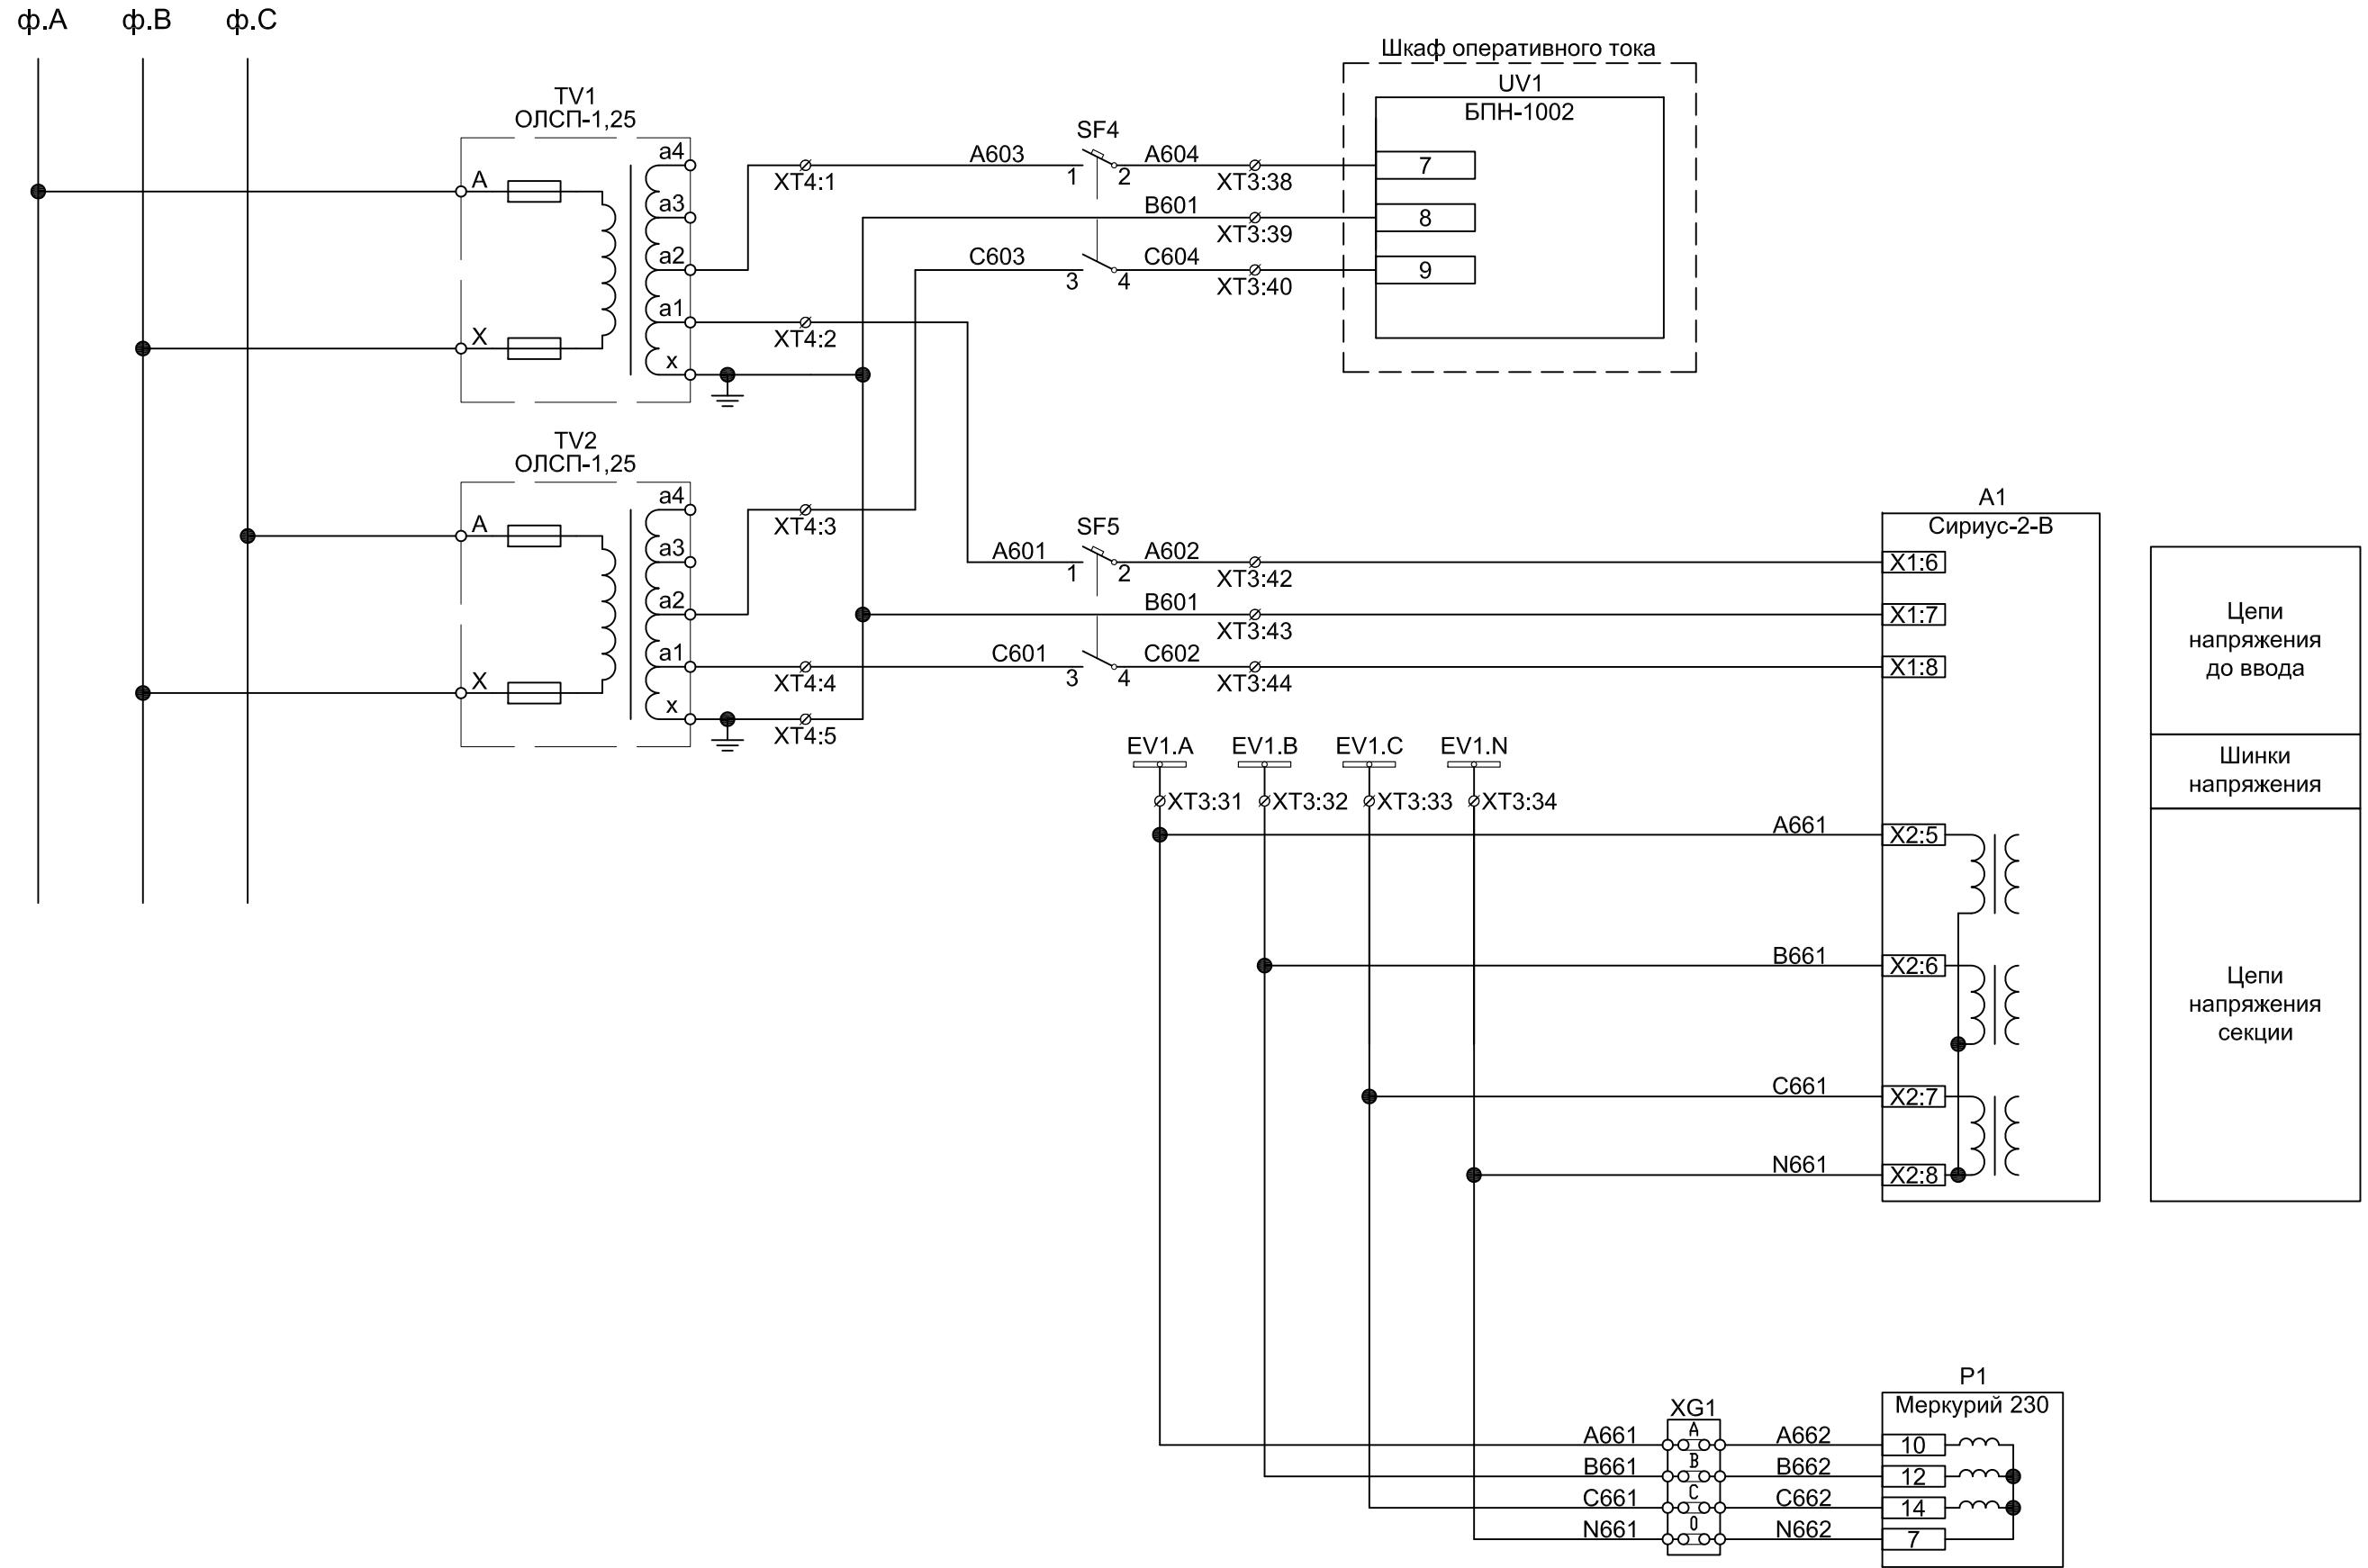 ф.А ф.В ф.С
Шкаф оперативного тока
UV1
БПН-1002
TV1
ОЛСП-1,25
SF4
A
X
a4
a3
a2
a1
x
XT4:1
A603
1
2
A604
XT3:38
7
B601
XT3:39
8
C603
3
4
C604
XT3:40
9
XT4:2
TV2
ОЛСП-1,25
A
X
a4
a3
a2
a1
x
XT4:3
XT4:4
XT4:5
SF5
A601
1
2
A602
XT3:42
B601
XT3:43
C601
3
4
C602
XT3:44
A1
Сириус-2-В
X1:6
X1:7
X1:8
Цепи
напряжения
до ввода
EV1.A EV1.B EV1.C EV1.N
XT3:31 XT3:32 XT3:33 XT3:34
Шинки
напряжения
A661
X2:5
B661
X2:6
C661
X2:7
N661
X2:8
Цепи
напряжения
секции
P1
Меркурий 230
XG1
A661
A
A662
10
B661
B
B662
12
C661
C
C662
14
N661
0
N662
7